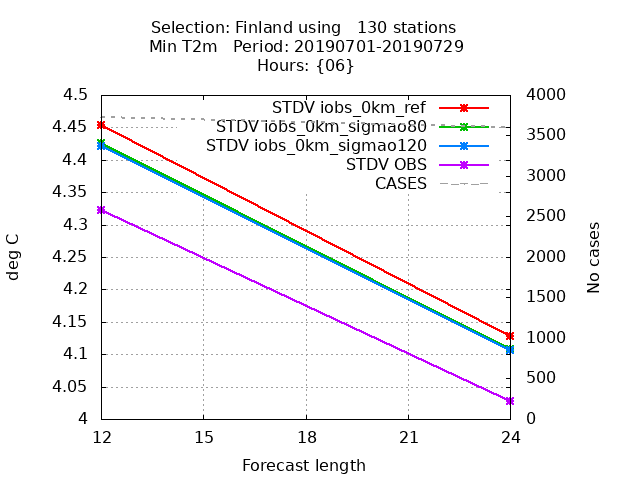 Selection: Finland using   130 stations
Min T2m   Period: 20190701-20190729
Hours: {06}
STDV iobs_0km_ref
STDV iobs_0km_sigmao80
STDV iobs_0km_sigmao120
STDV OBS
CASES
4.5
4.45
4.4
4.35
4.3
4.25
4.2
4.15
4.1
4.05
4
deg C
4000
3500
3000
2500
2000
1500
1000
500
0
No cases
12 15 18 21 24
Forecast length